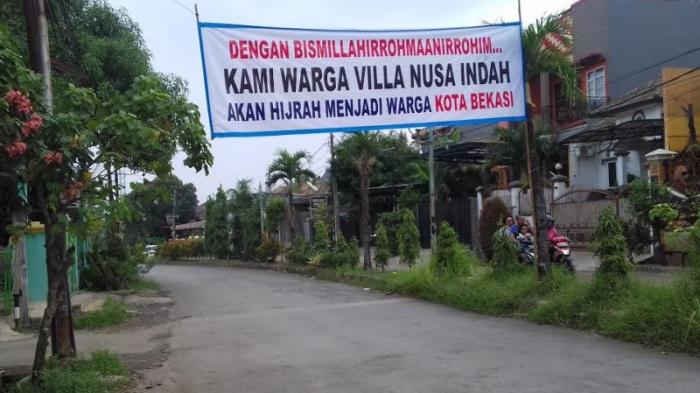 DENGAN BISMILLAHIRROHMAANIRROHIM...
KAMI WARGA VILLA NUSA INDAH
AKAN HIJRAH MENJADI WARGA KOTA BEKASI